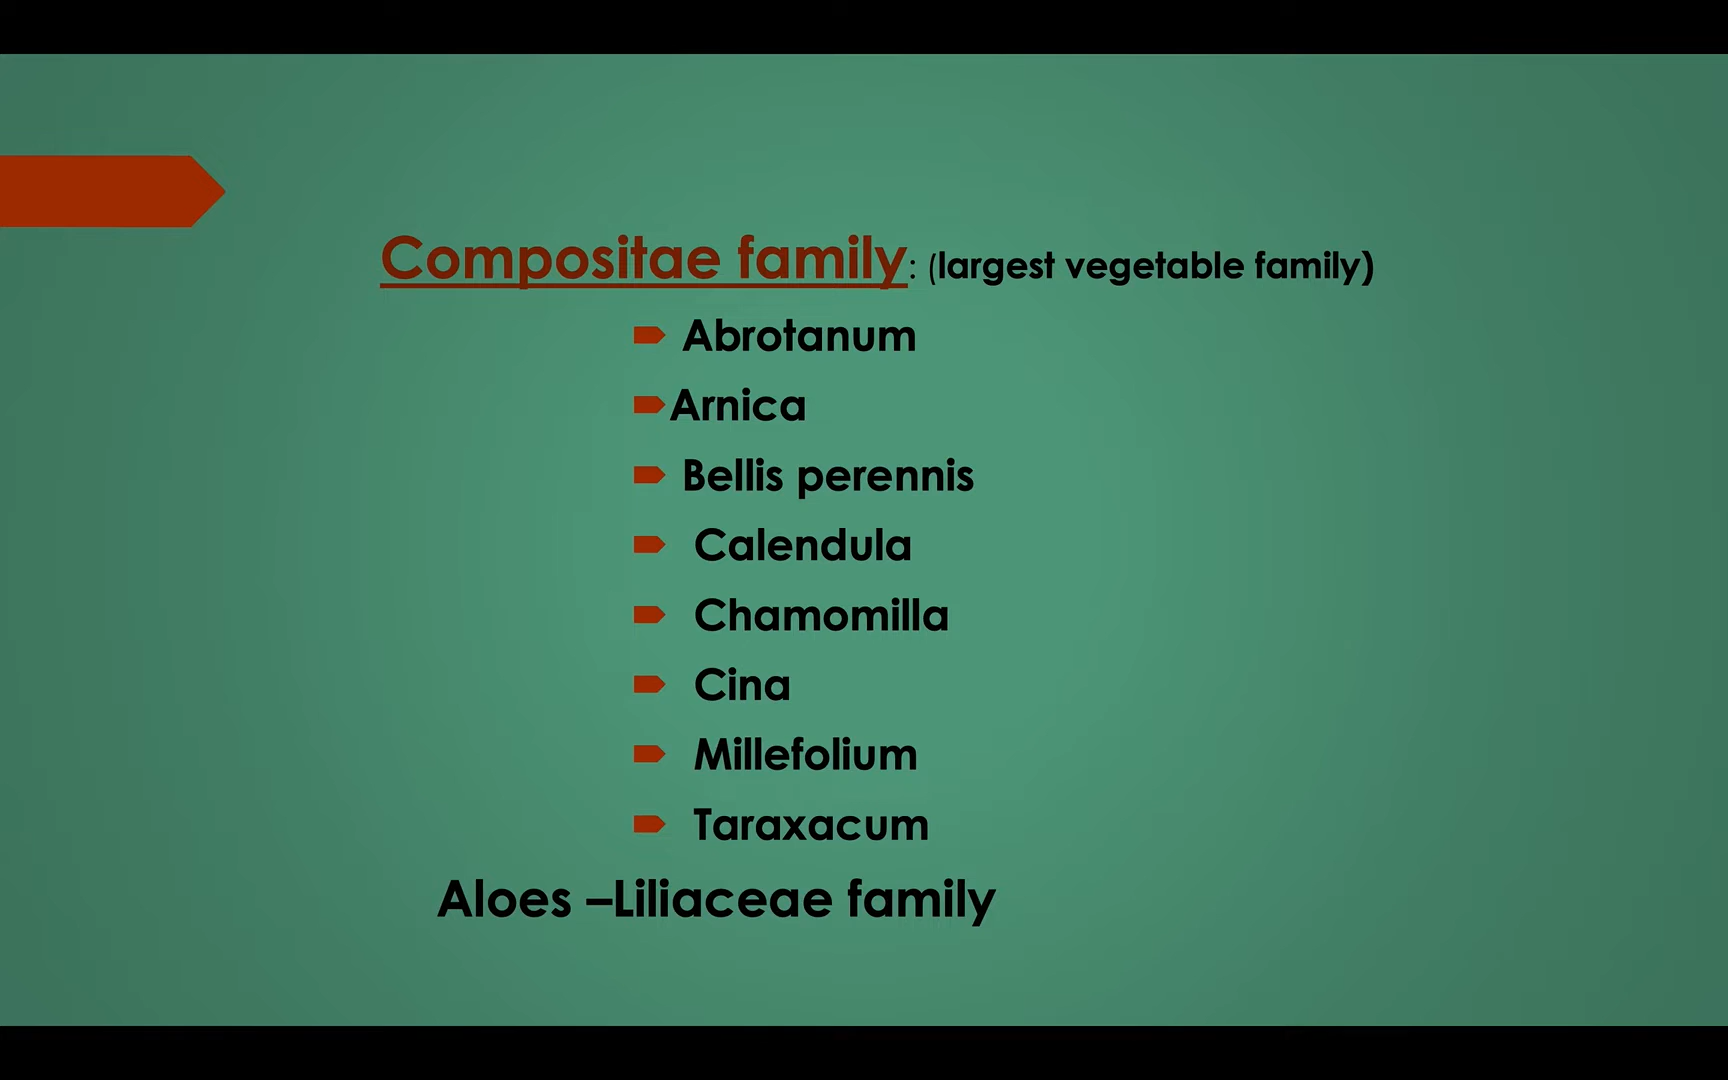 Compositae family: (largest vegetable family)
Abrotanum
Arnica
Bellis perennis
Calendula
Chamomilla
Cina
Millefolium
Taraxacum
Aloes –Liliaceae family